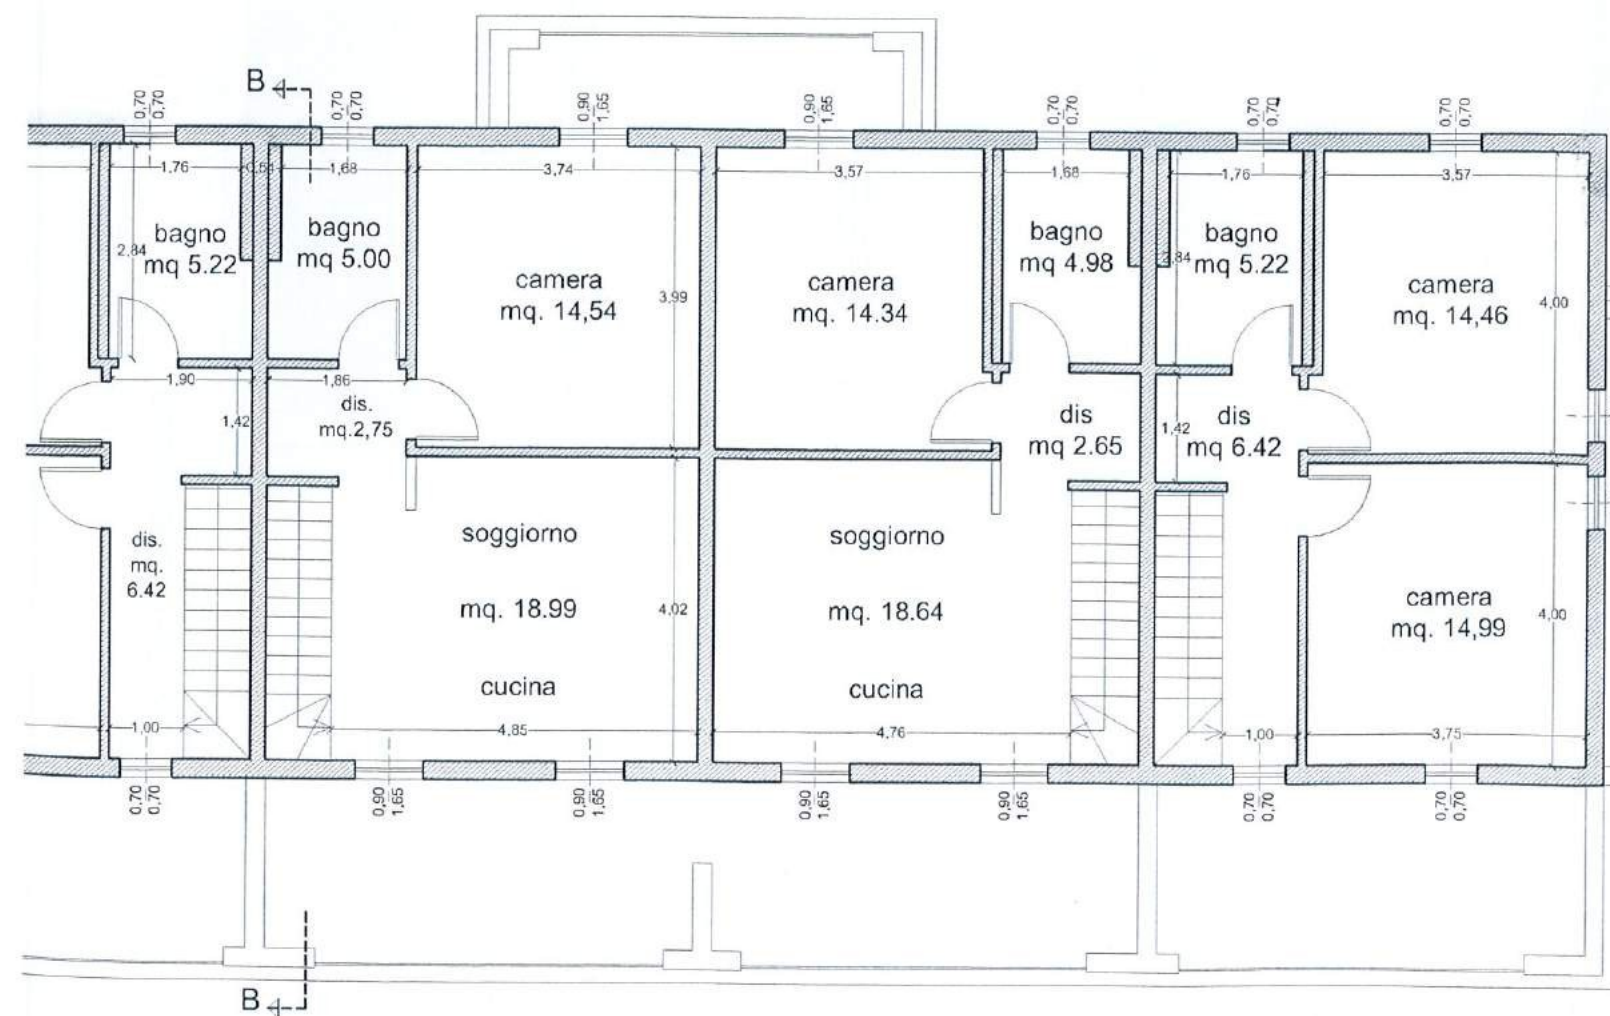 B
0,70
0,70
0,70
0,70
0,90
1,65
0,90
1,65
0,70
0,70
0,70
0,70
0,70
0,70
1,76
1,68
3,74
3,57
1,68
1,76
3,57
bagno
mq 5.22
2,84
bagno
mq 5.00
camera
mq. 14,54
3,99
camera
mq. 14.34
bagno
mq 4.98
2,84
bagno
mq 5.22
camera
mq. 14,46
4,00
1,90
1,42
1,86
dis.
mq.2,75
dis
mq 2.65
1,42
dis
mq 6.42
dis.
mq.
6.42
soggiorno
mq. 18.99
cucina
4,02
soggiorno
mq. 18.64
cucina
camera
mq. 14,99
4,00
1,00
4,85
4,76
1,00
3,75
0,70
0,70
0,90
1,65
0,90
1,65
0,90
1,65
0,90
1,65
0,70
0,70
0,70
0,70
B